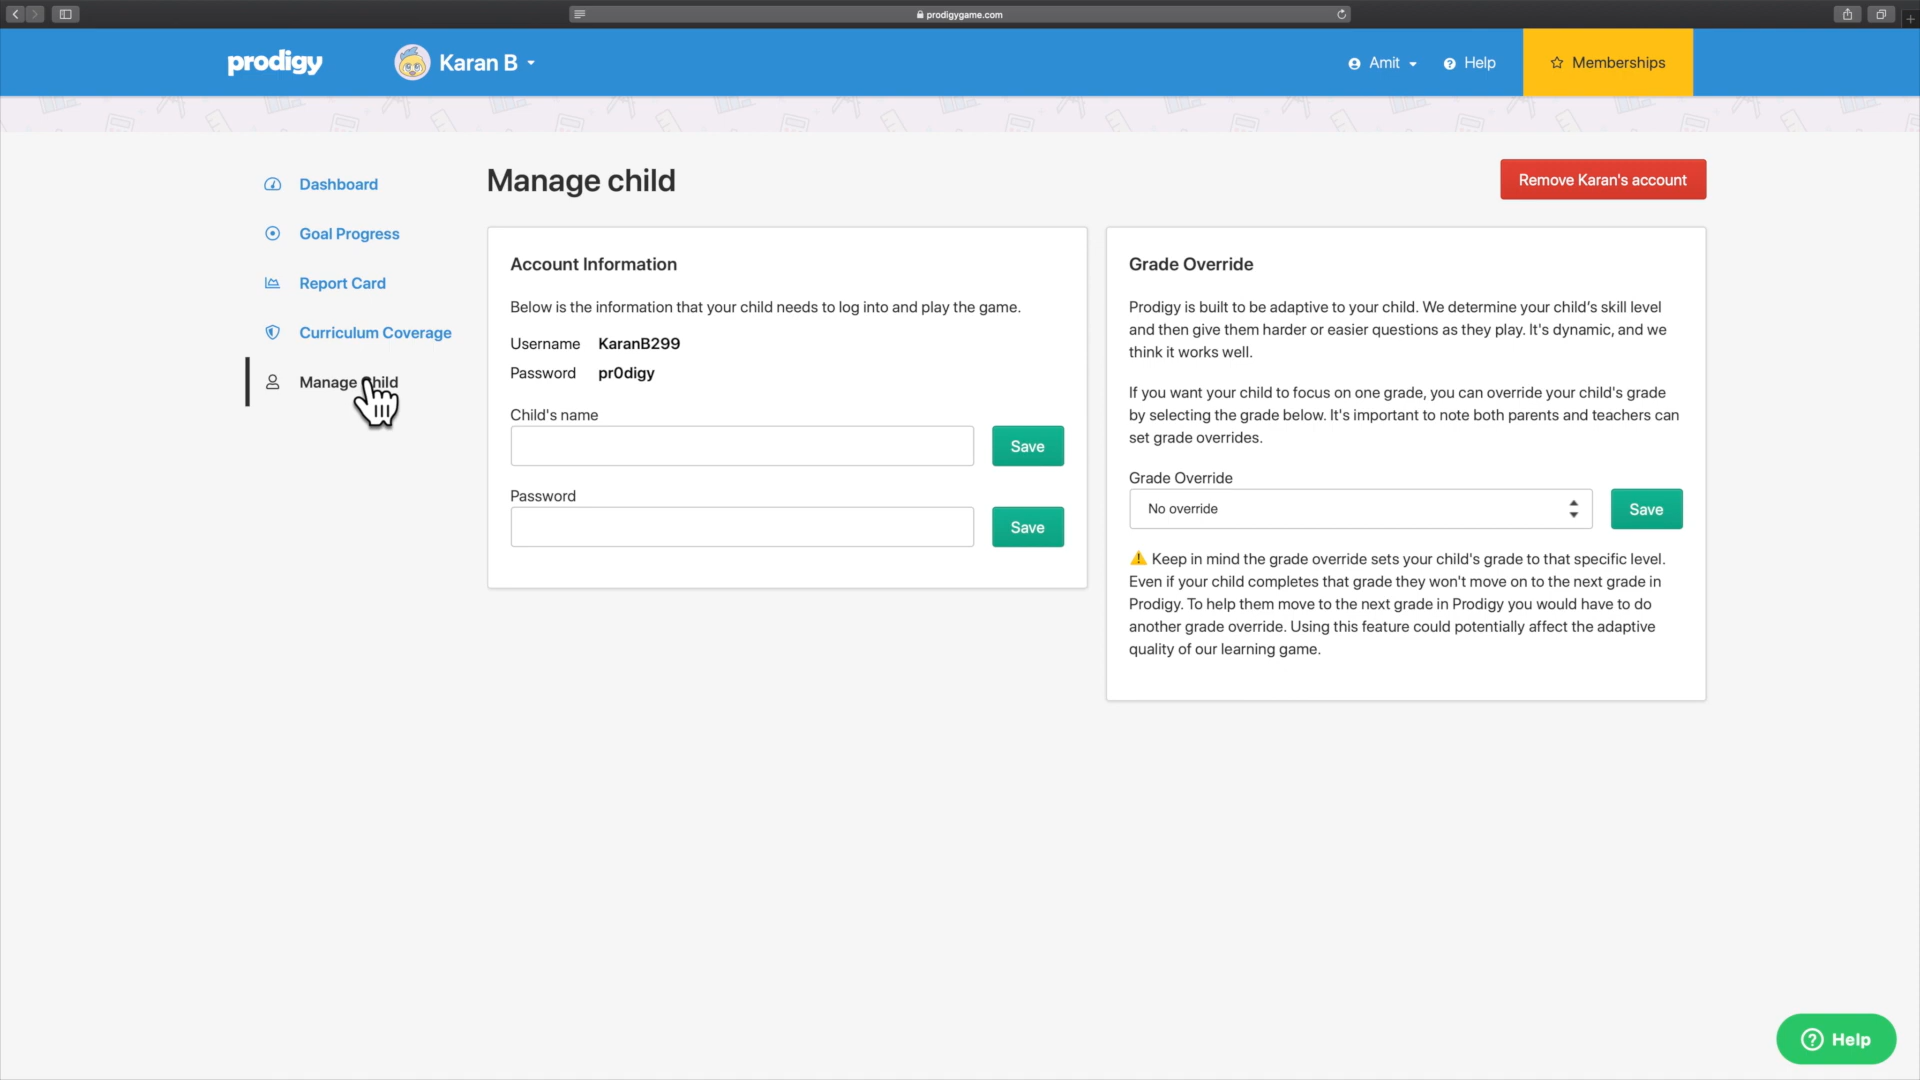 prodigygame.com
prodigy
Karan B
Amit
Help
Memberships
Dashboard
Goal Progress
Report Card
Curriculum Coverage
Manage Child
Manage child
Remove Karan's account
Account Information
Below is the information that your child needs to log into and play the game.
Username KaranB299
Password pr0digy
Child's name
Save
Password
Save
Grade Override
Prodigy is built to be adaptive to your child. We determine your child's skill level
and then give them harder or easier questions as they play. It's dynamic, and we
think it works well.
If you want your child to focus on one grade, you can override your child's grade
by selecting the grade below. It's important to note both parents and teachers can
set grade overrides.
Grade Override
No override
Save
Keep in mind the grade override sets your child's grade to that specific level.
Even if your child completes that grade they won't move on to the next grade in
Prodigy. To help them move to the next grade in Prodigy you would have to do
another grade override. Using this feature could potentially affect the adaptive
quality of our learning game.
Help